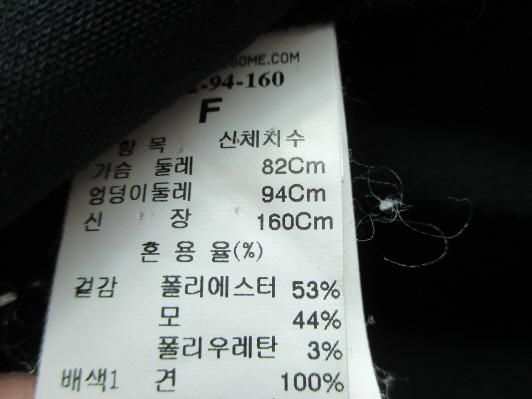 SOME.COM
-94-160
F
항 목 신체치수
가슴 둘레 82Cm
엉덩이둘레 94Cm
신 장 160Cm
혼 용 율(%)
겉감 폴리에스터 53%
모 44%
폴리우레탄 3%
배색1 견 100%